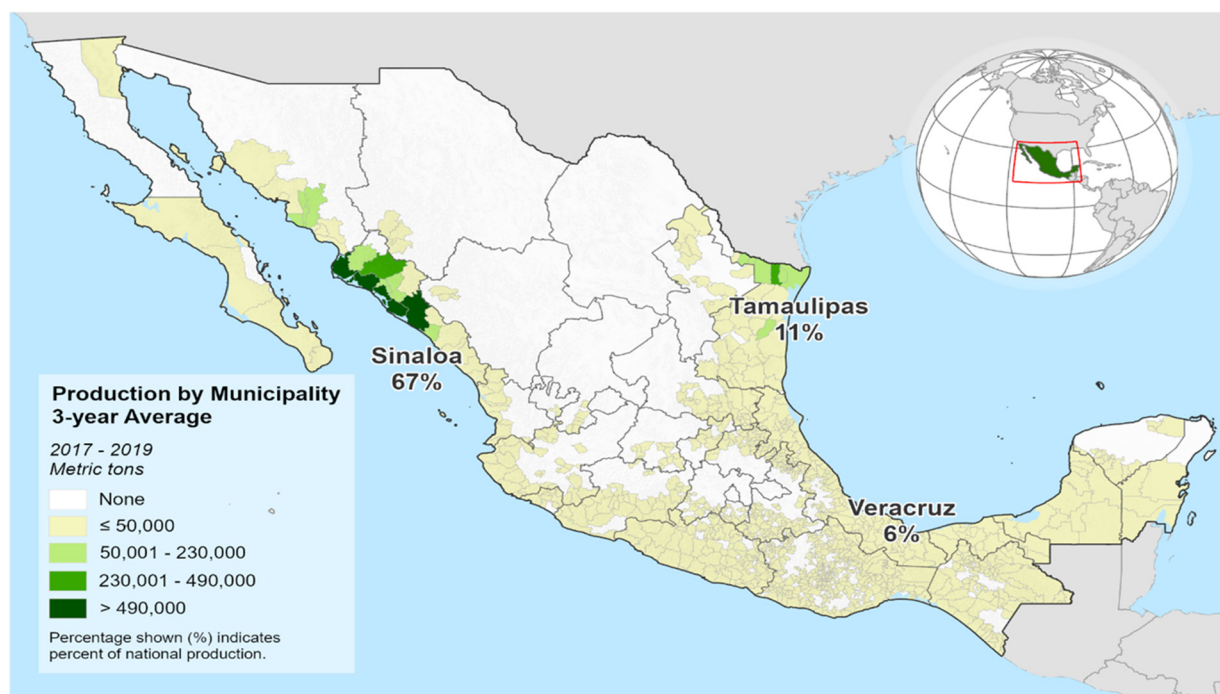 Tamaulipas
11%
Sinaloa
67%
Production by Municipality
3-year Average
2017 - 2019
Metric tons
None
≤ 50,000
50,001 - 230,000
230,001 - 490,000
> 490,000
Percentage shown (%) indicates
percent of national production.
Veracruz
6%